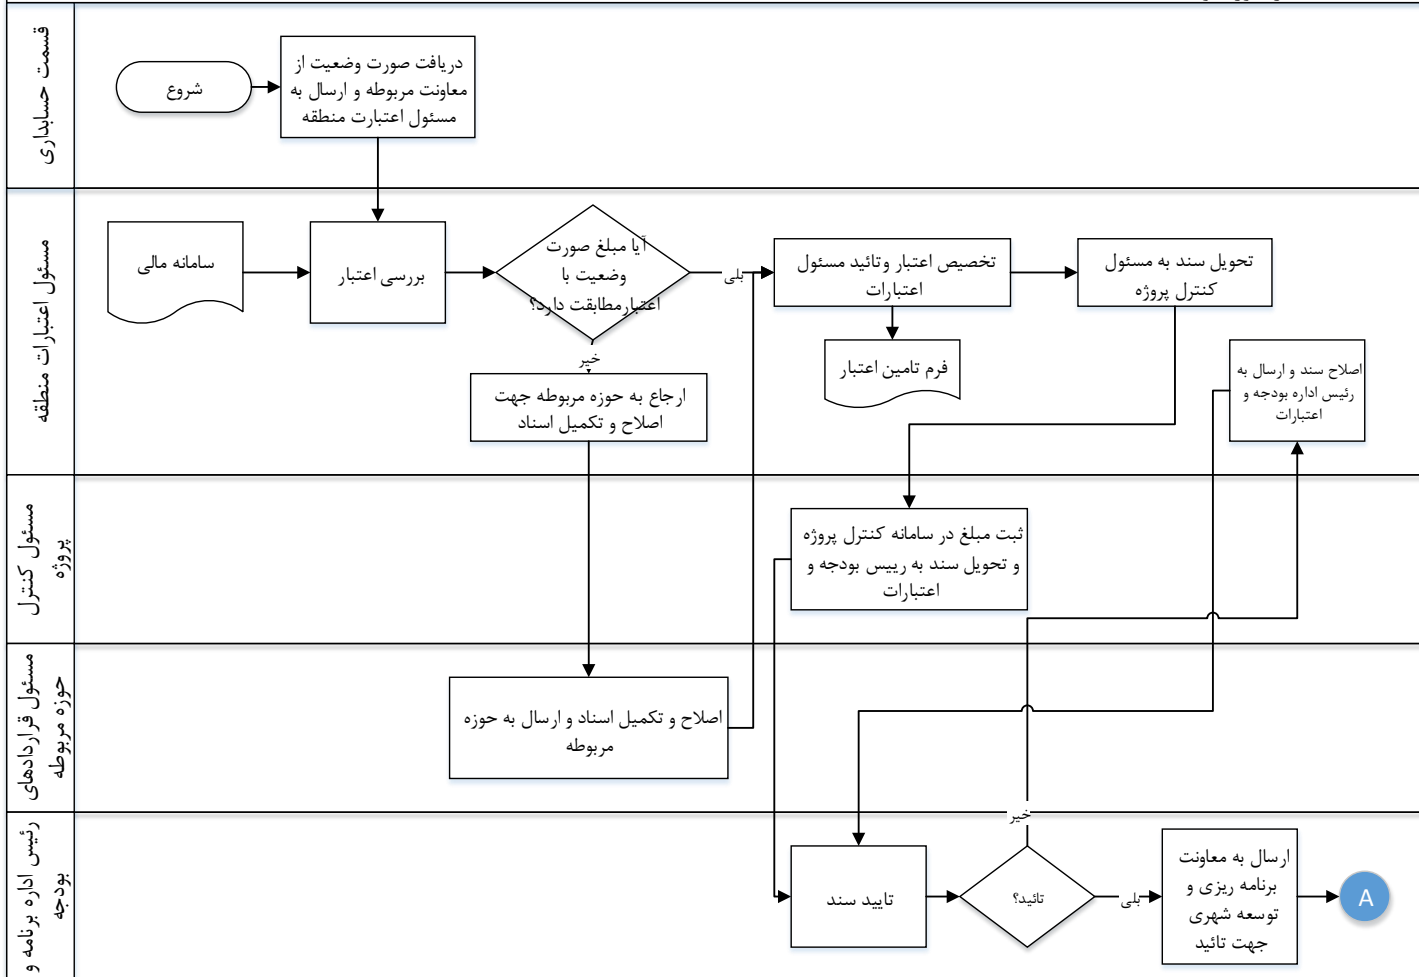 قسمت حسابداری
شروع
دریافت صورت وضعیت از
معاونت مربوطه و ارسال به
مسئول اعتبارت منطقه
مسئول اعتبارات منطقه
سامانه مالی
بررسی اعتبار
آیا مبلغ صورت
وضعیت با
اعتبارمطابقت دارد؟
بلی
خیر
تخصیص اعتبار وتائید مسئول
اعتبارات
تحویل سند به مسئول
کنترل پروژه
فرم تامین اعتبار
ارجاع به حوزه مربوطه جهت
اصلاح و تکمیل اسناد
اصلاح سند و ارسال به
رئیس اداره بودجه و
اعتبارات
مسئول کنترل
پروژه
ثبت مبلغ در سامانه کنترل پروژه
و تحویل سند به رییس بودجه و
اعتبارات
مسئول قراردادهای
حوزه مربوطه
اصلاح و تکمیل اسناد و ارسال به حوزه
مربوطه
رئیس اداره برنامه و
بودجه
تایید سند
تائید؟
خیر
بلی
ارسال به معاونت
برنامه ریزی و
توسعه شهری
جهت تائید
A